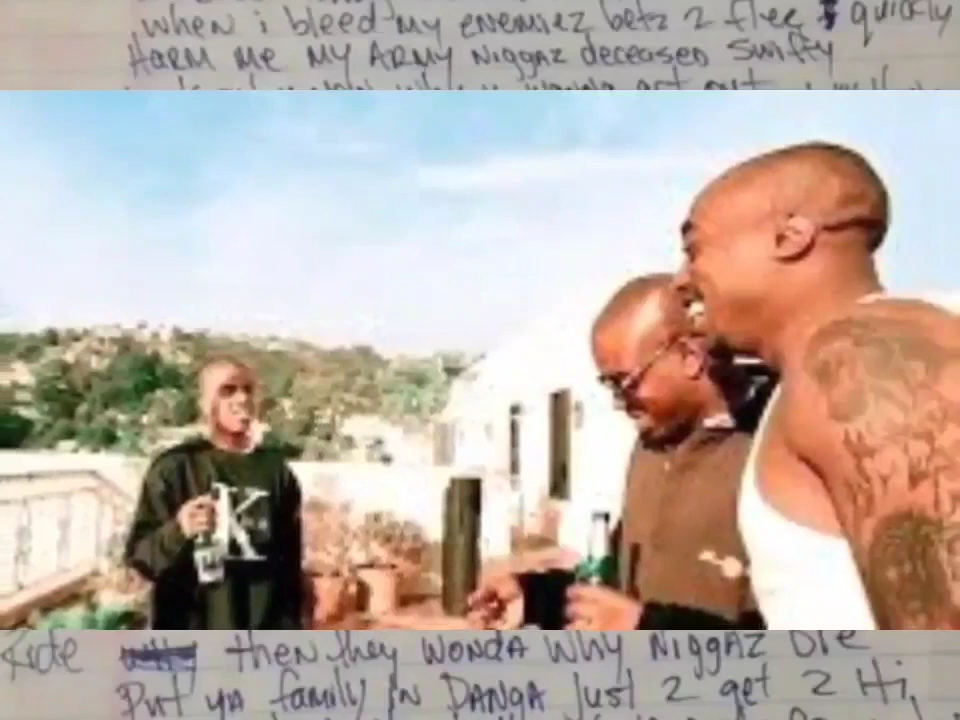 when i bleed my enemiez betz 2 flee quickly
Harm me my Army Niggaz deceased swifty
K
Ride then they wonda why Niggaz Die
Put ya family in Danga Just 2 get 2 Hi,